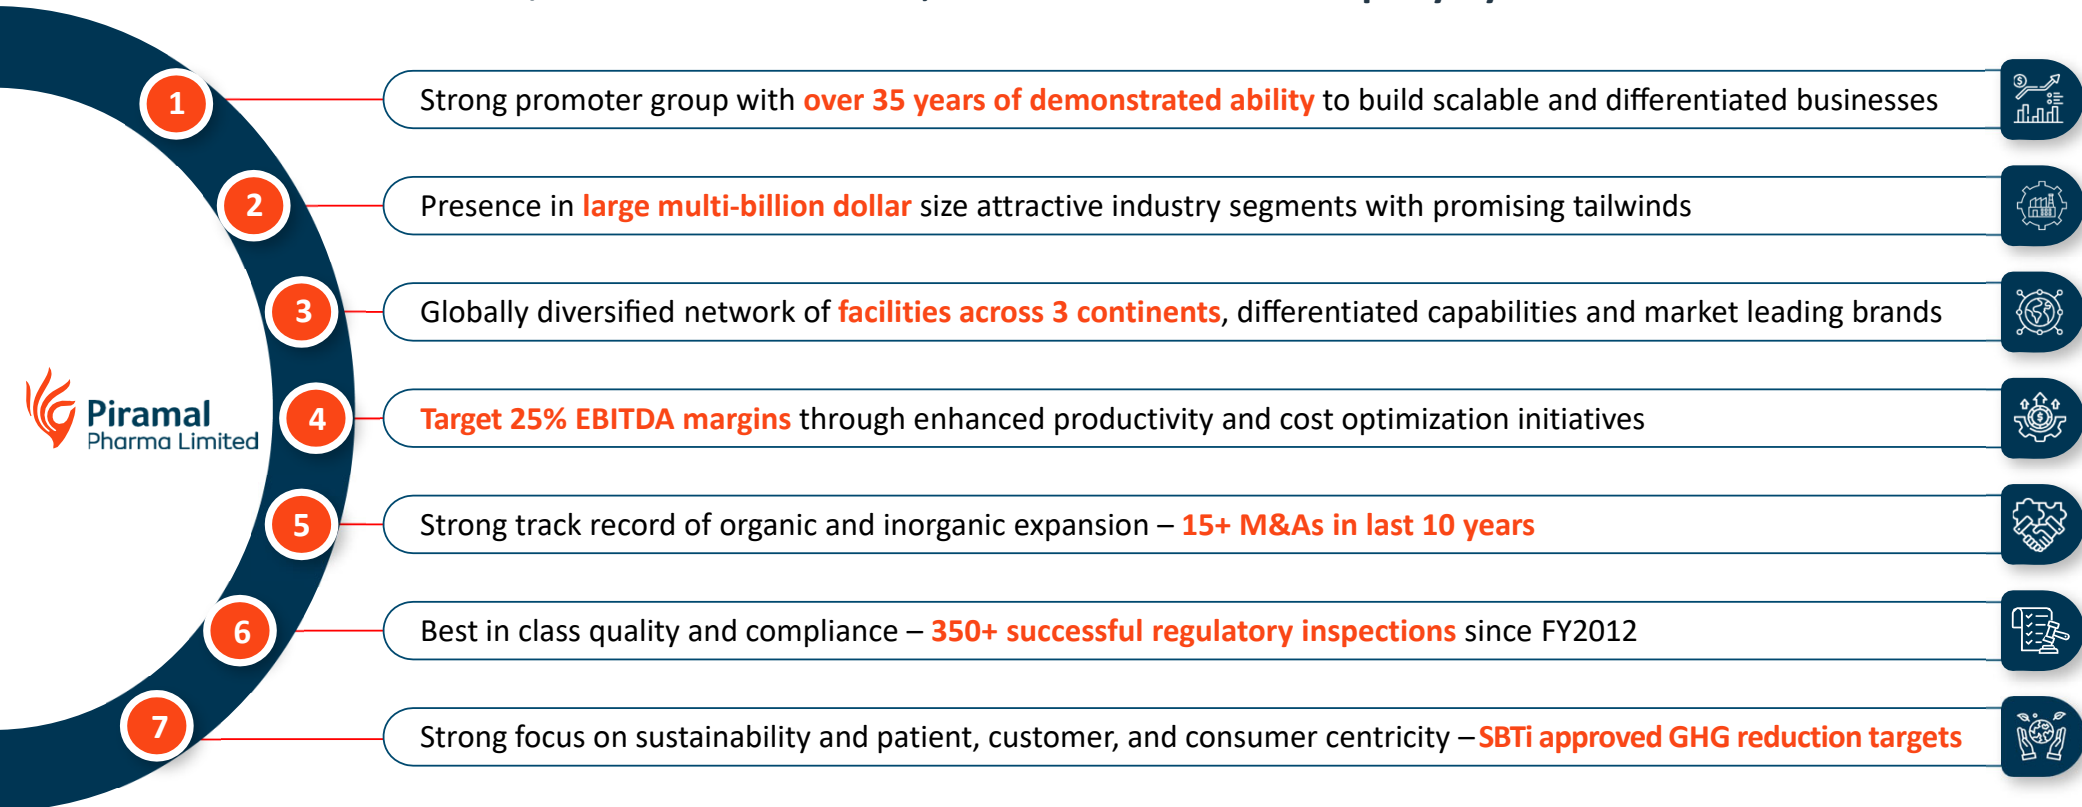 1
Strong promoter group with over 35 years of demonstrated ability to build scalable and differentiated businesses
2
Presence in large multi-billion dollar size attractive industry segments with promising tailwinds
3
Globally diversified network of facilities across 3 continents, differentiated capabilities and market leading brands
Piramal
Pharma Limited
4
Target 25% EBITDA margins through enhanced productivity and cost optimization initiatives
5
Strong track record of organic and inorganic expansion – 15+ M&As in last 10 years
6
Best in class quality and compliance – 350+ successful regulatory inspections since FY2012
7
Strong focus on sustainability and patient, customer, and consumer centricity – SBTi approved GHG reduction targets